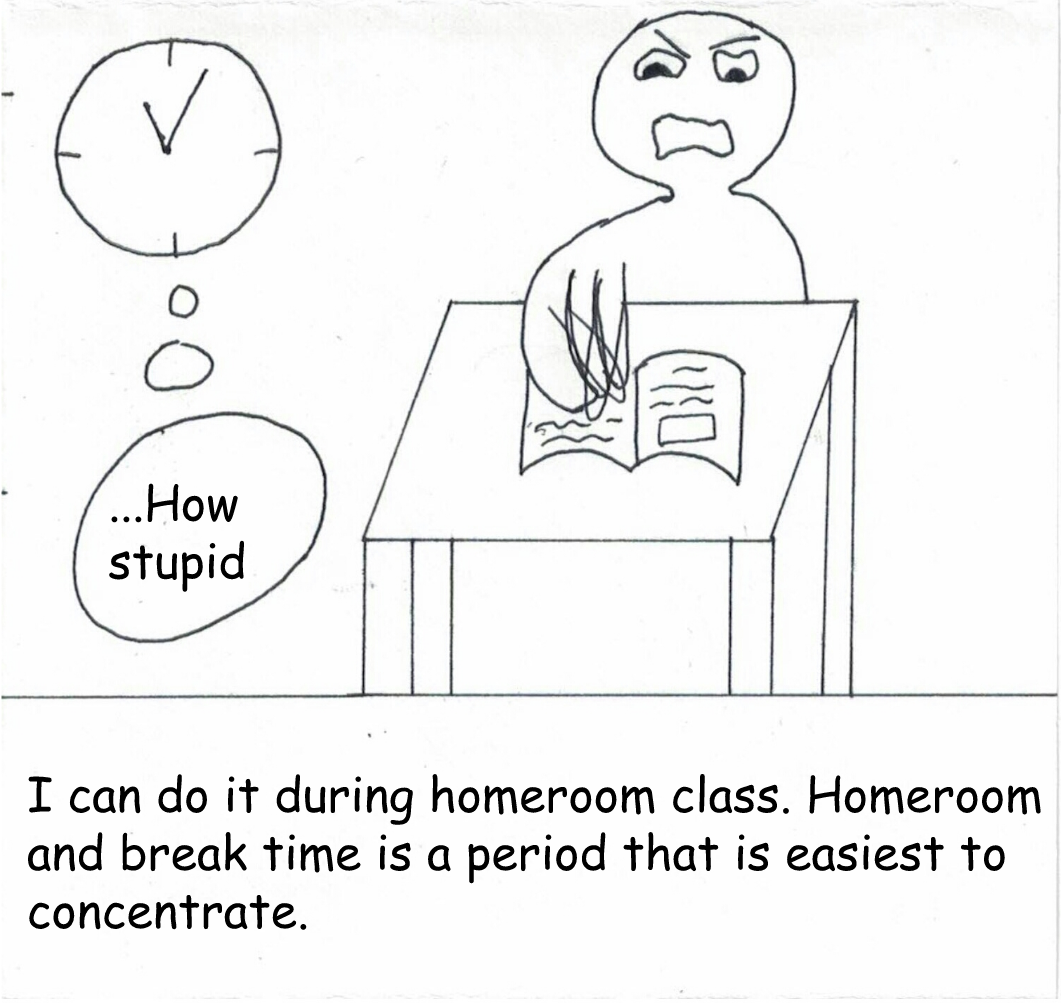 ...How
stupid
I can do it during homeroom class. Homeroom
and break time is a period that is easiest to
concentrate.